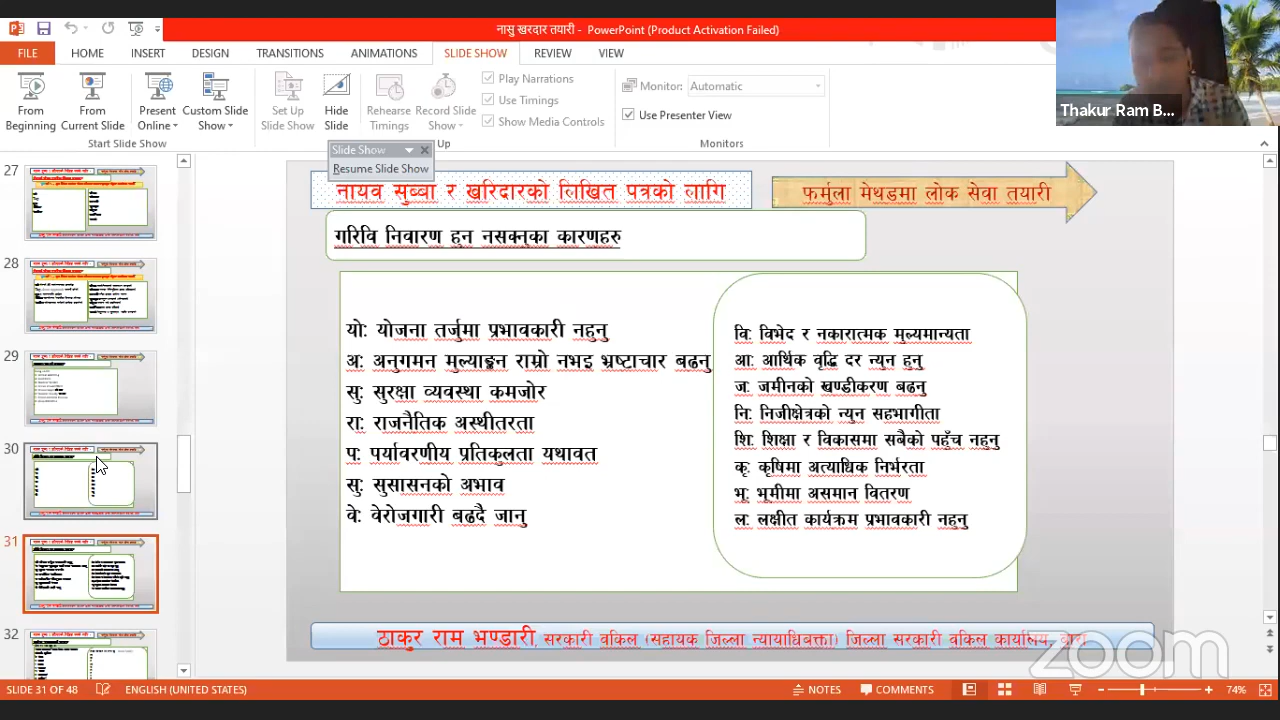 नासु खरदार तयारी - PowerPoint (Product Activation Failed)
FILE HOME INSERT DESIGN TRANSITIONS ANIMATIONS SLIDE SHOW REVIEW VIEW
From Beginning
From Current Slide
Present Online
Custom Slide Show
Set Up Slide Show
Hide Slide
Rehearse Timings
Record Slide Show
Play Narrations
Use Timings
Show Media Controls
Monitor: Automatic
Use Presenter View
Start Slide Show
Up
Monitors
Thakur Ram B...
Slide Show
Resume Slide Show
27
28
29
30
31
32
नायव सुब्बा र खरिदारको लिखित पत्रको लागि
फर्मुला मेथडमा लोक सेवा तयारी
गरिवि निवारण हुन नसक्नुका कारणहरु
यो: योजना तर्जुमा प्रभावकारी नहुनु
अ: अनुगमन मुल्याङ्कन राम्रो नभइ भ्रष्टाचार बढनु
सु: सुरक्षा व्यवस्था कमजोर
रा: राजनैतिक अस्थीतरता
प: पर्यावरणीय प्रतिकुलता यथावत
सु: सुसासनको अभाव
वे: वेरोजगारी बढदै जानु
वि: विभेद र नकारात्मक मुल्यमान्यता
आ: आर्थिक वृद्धि दर न्युन हुनु
ज: जमीनको खण्डीकरण बढनु
नि: निजीक्षेत्रको न्युन सहभागीता
शि: शिक्षा र विकासमा सबैको पहुँच नहुनु
कृ: कृषिमा अत्याधिक निर्भरता
भू: भूमीमा असमान वितरण
ल: लक्षीत कार्यक्रम प्रभावकारी नहुनु
ठाकुर राम भण्डारी, सरकारी वकिल (सहायक जिल्ला न्यायाधिवक्ता) जिल्ला सरकारी वकिल कार्यालय, वारा
zoom
SLIDE 31 OF 48 ENGLISH (UNITED STATES) NOTES COMMENTS 74%